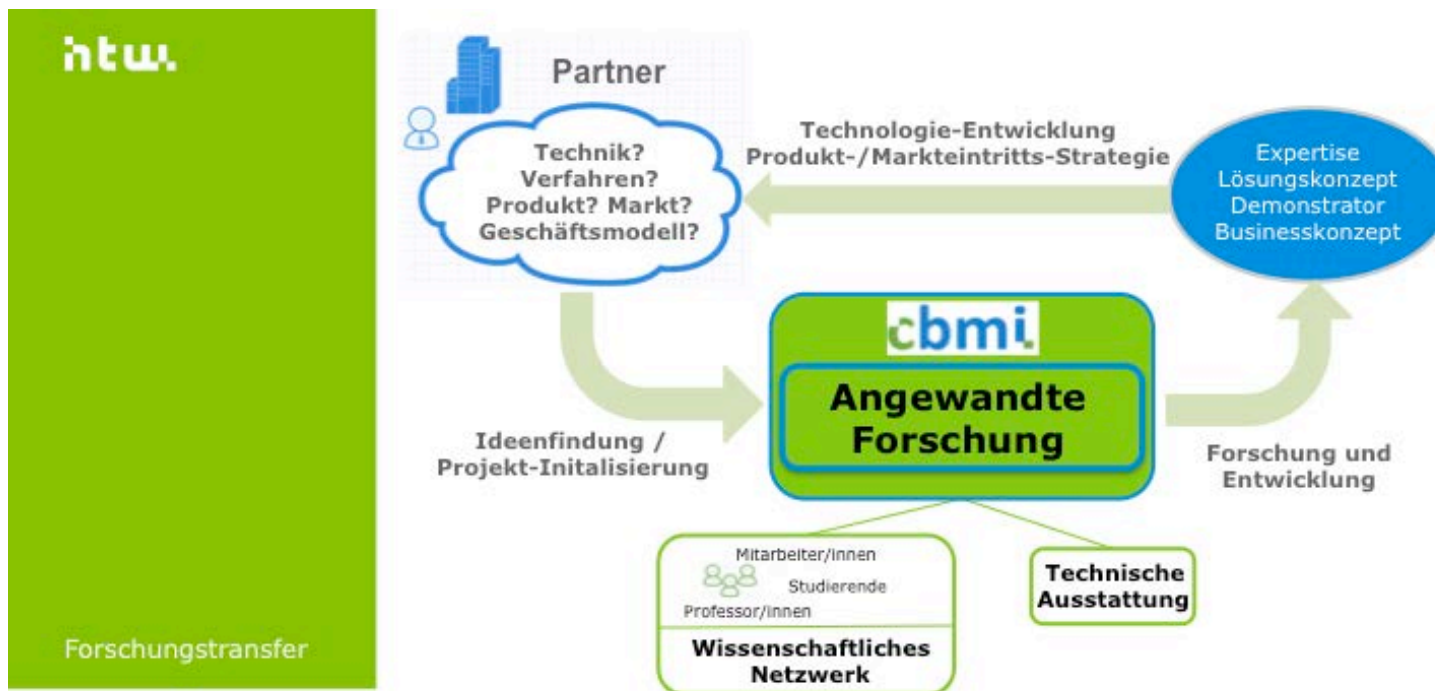 htw.
Partner
Technik?
Verfahren?
Produkt? Markt?
Geschäftsmodell?
Technologie-Entwicklung
Produkt-/Markteintritts-Strategie
Expertise
Lösungskonzept
Demonstrator
Businesskonzept
cbmi
Angewandte
Forschung
Ideenfindung /
Projekt-Initalisierung
Forschung und
Entwicklung
Mitarbeiter/innen
Studierende
Professor/innen
Wissenschaftliches
Netzwerk
Technische
Ausstattung
Forschungstransfer